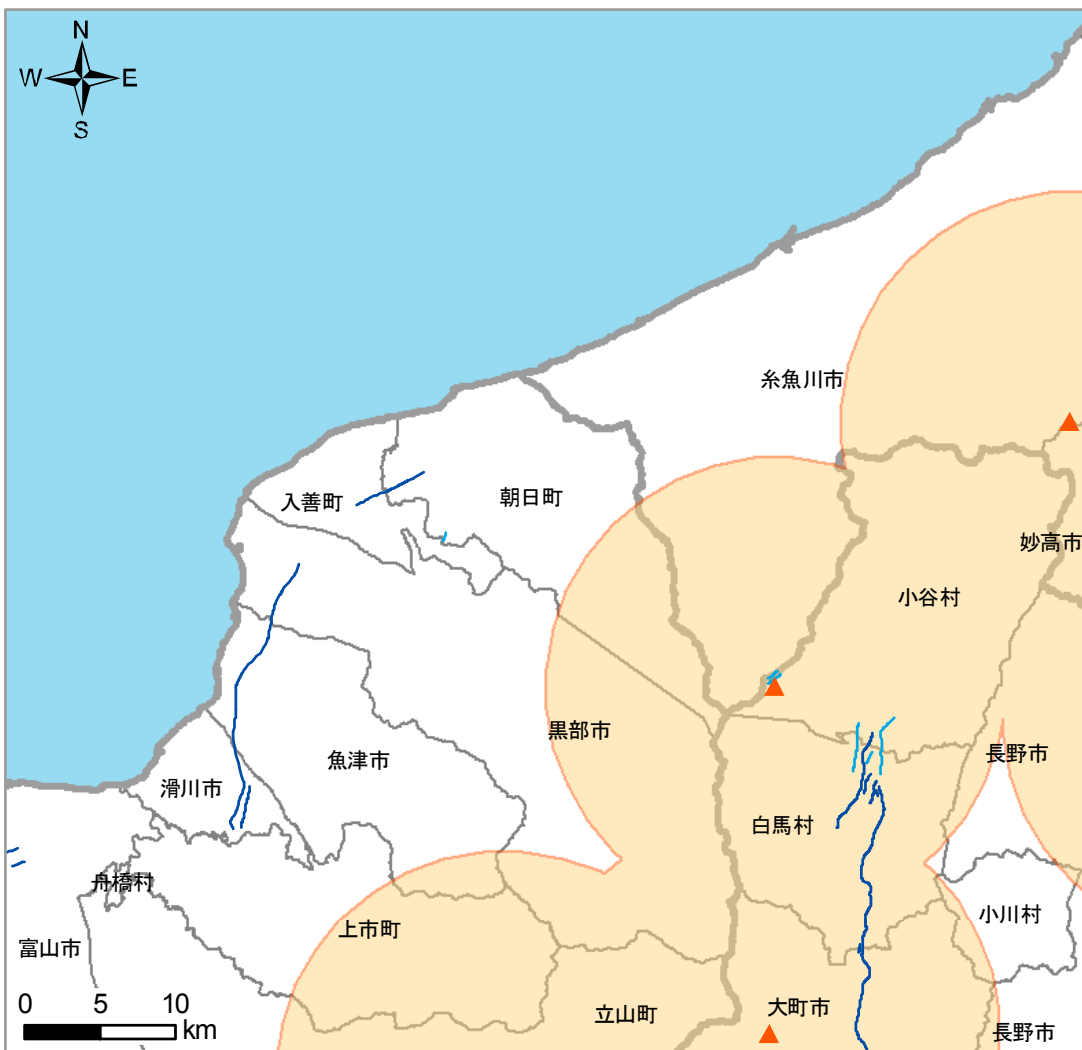 N
W E
S
糸魚川市
入善町
朝日町
妙高市
小谷村
黒部市
長野市
魚津市
滑川市
白馬村
舟橋村
小川村
上市町
富山市
立山町
大町市
長野市
0 5 10
km